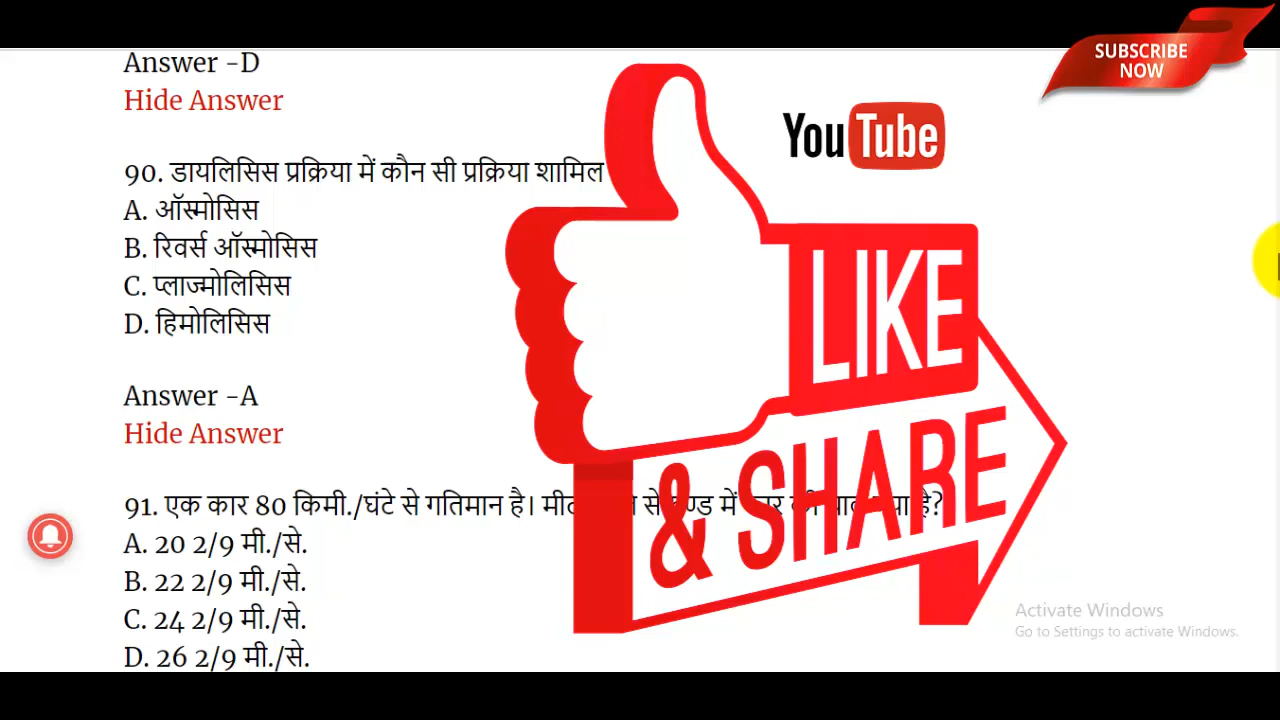 SUBSCRIBE
NOW
Answer -D
Hide Answer
YouTube
90. डायलिसिस प्रक्रिया में कौन सी प्रक्रिया शामिल
A. ऑस्मोसिस
B. रिवर्स ऑस्मोसिस
C. प्लाज्मोलिसिस
D. हिमोलिसिस
LIKE
& SHARE
Answer -A
Hide Answer
91. एक कार 80 किमी./घंटे से गतिमान है। में है?
A. 20 2/9 मी./से.
B. 22 2/9 मी./से.
C. 24 2/9 मी./से.
D. 26 2/9 मी./से.
Activate Windows
Go to Settings to activate Windows.